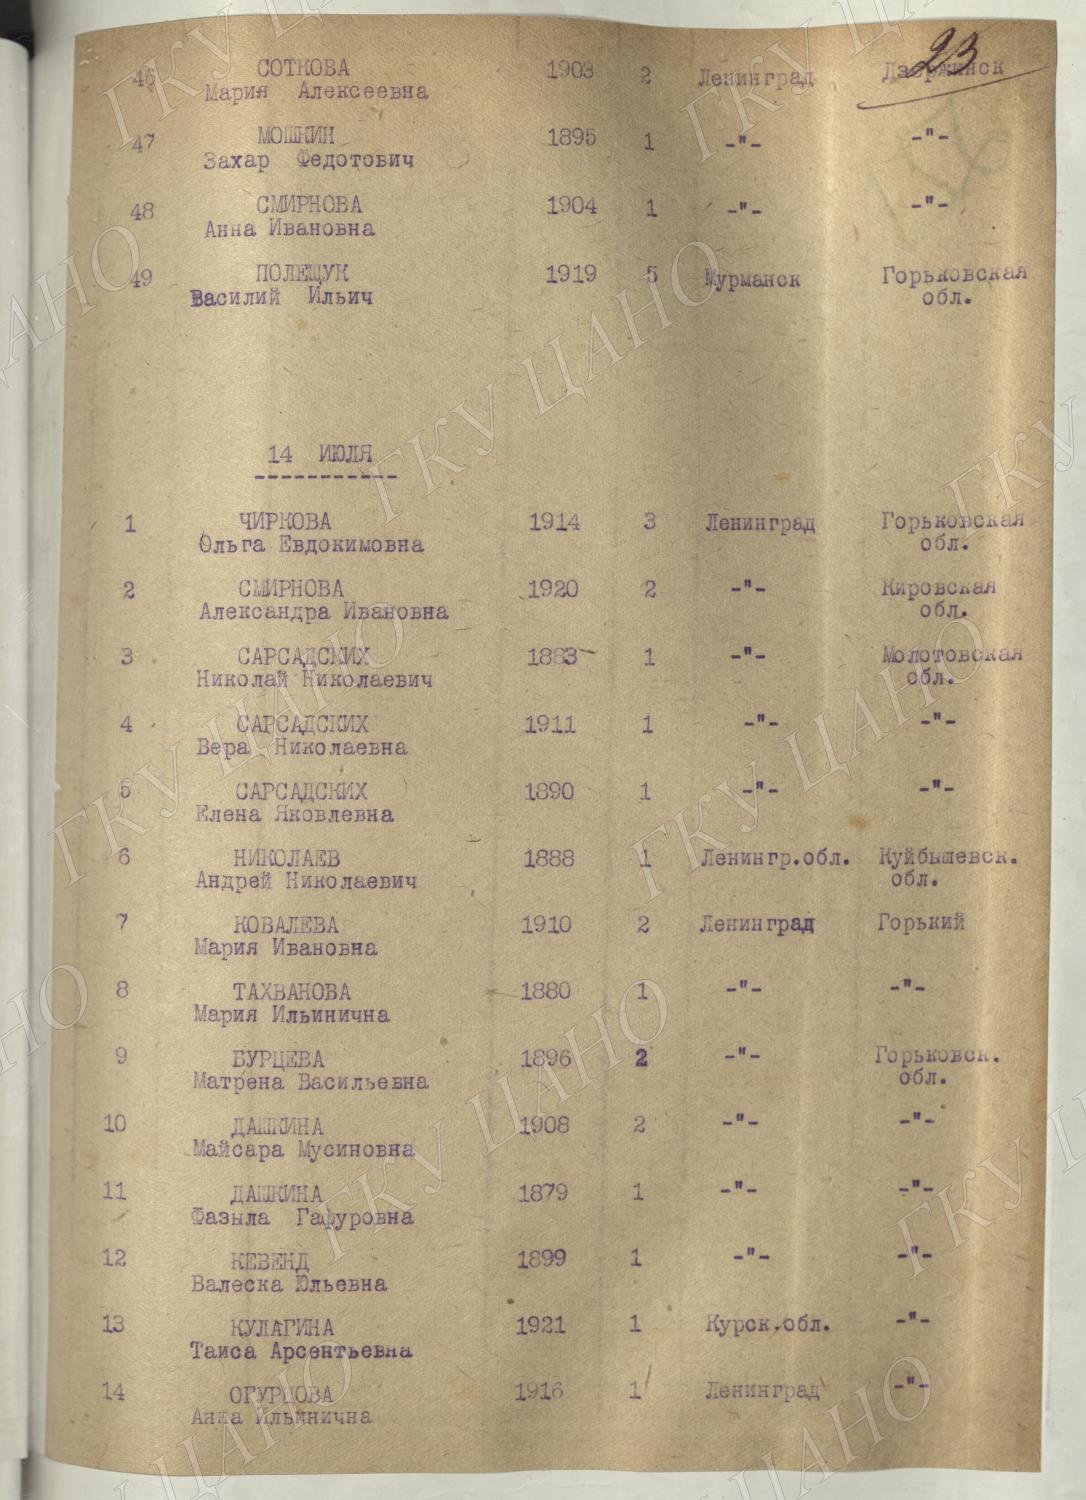 23
46 СОТКОВА 1903 2 Ленинград Дзержинск
Мария Алексеевна
47 МОШКИН 1895 1 -"- -"-
Захар Федотович
48 СМИРНОВА 1904 1 -"- -"-
Анна Ивановна
49 ПОЛЕЩУК 1919 5 Мурманск Горьковская
Василий Ильич обл.
14 ИЮЛЯ
-----------
1 ЧИРКОВА 1914 3 Ленинград Горьковская
Ольга Евдокимовна обл.
2 СМИРНОВА 1920 2 -"- Кировская
Александра Ивановна обл.
3 САРСАДСКИХ 1883 1 -"- Молотовская
Николай Николаевич обл.
4 САРСАДСКИХ 1911 1 -"- -"-
Вера Николаевна
5 САРСАДСКИХ 1890 1 -"- -"-
Елена Яковлевна
6 НИКОЛАЕВ 1888 1 Ленингр.обл. Куйбышевск.
Андрей Николаевич обл.
7 КОВАЛЕВА 1910 2 Ленинград Горький
Мария Ивановна
8 ТАХВАНОВА 1880 1 -"- -"-
Мария Ильинична
9 БУРЦЕВА 1896 2 -"- Горьковск.
Матрена Васильевна обл.
10 ДАШКИНА 1908 2 -"- -"-
Майсара Мусиновна
11 ДАШКИНА 1879 1 -"- -"-
Фазыла Гафуровна
12 КЕВЕНД 1899 1 -"- -"-
Валеска Юльевна
13 КУЛАГИНА 1921 1 Курск.обл. -"-
Таиса Арсентьевна
14 ОГУРЦОВА 1916 1 Ленинград -"-
Анна Ильинична
ГКУ ЦАНО